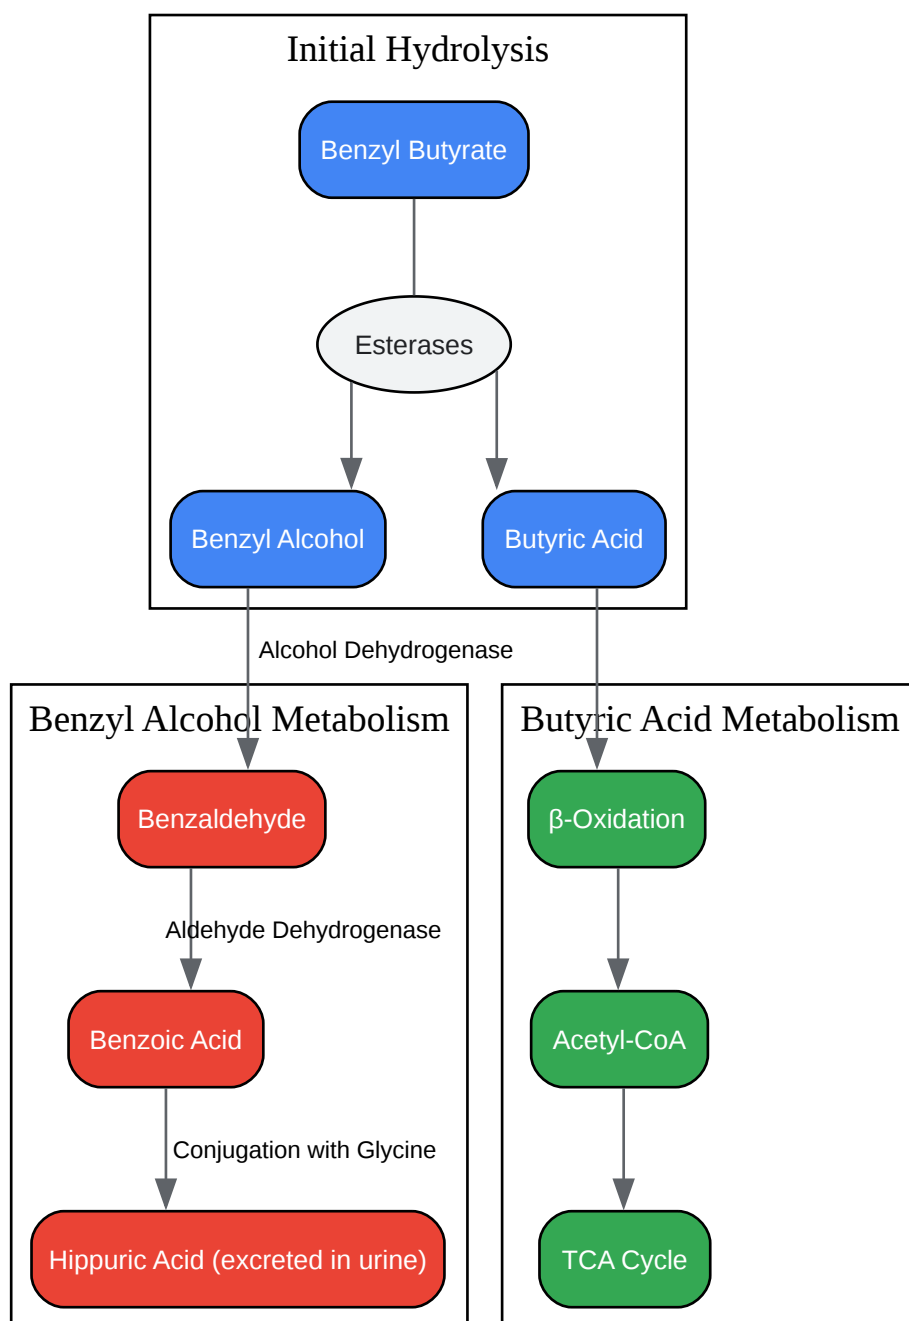 Initial Hydrolysis
Benzyl Butyrate
Esterases
Benzyl Alcohol
Butyric Acid
Alcohol Dehydrogenase
Benzyl Alcohol Metabolism
Butyric Acid Metabolism
Benzaldehyde
β-Oxidation
Aldehyde Dehydrogenase
Benzoic Acid
Acetyl-CoA
Conjugation with Glycine
Hippuric Acid (excreted in urine)
TCA Cycle